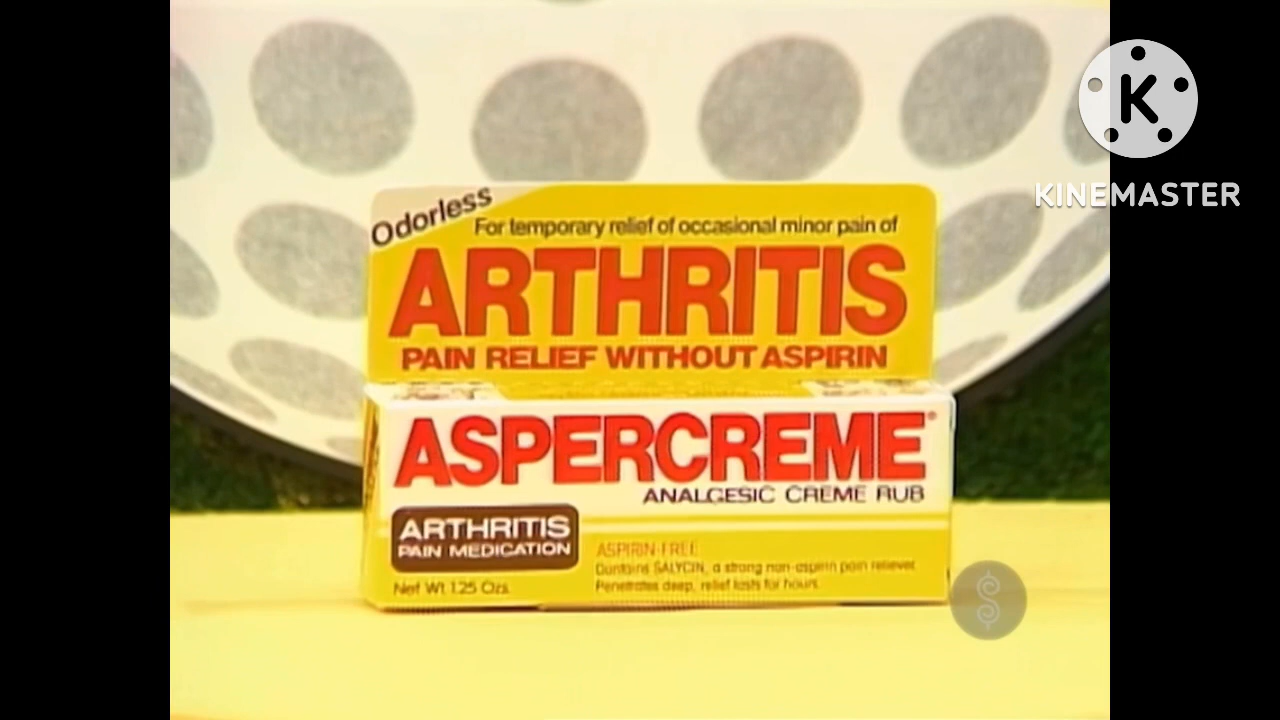 K
KINEMASTER
Odorless
For temporary relief of occasional minor pain of
ARTHRITIS
PAIN RELIEF WITHOUT ASPIRIN
ASPERCREME®
ANALGESIC CREME RUB
ARTHRITIS
PAIN MEDICATION
ASPIRIN-FREE
Contains SALYCIN, a strong non-aspirin pain reliever.
Penetrates deep, relief lasts for hours.
Net Wt 1.25 Ozs.
$